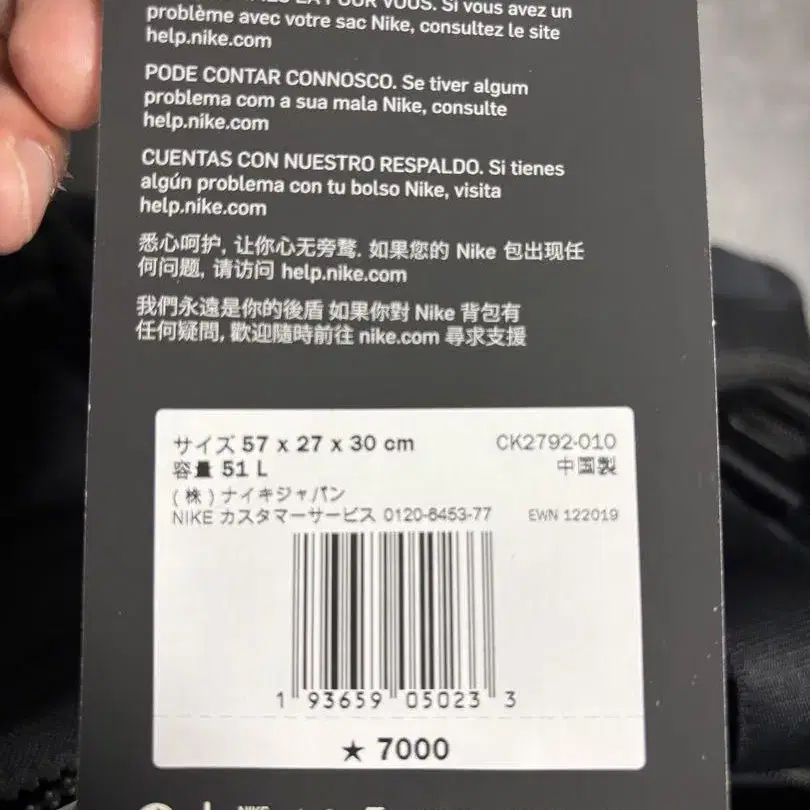 POUR VOUS. Si vous avez un
problème avec votre sac Nike, consultez le site
help.nike.com
PODE CONTAR CONNOSCO. Se tiver algum
problema com a sua mala Nike, consulte
help.nike.com
CUENTAS CON NUESTRO RESPALDO. Si tienes
algún problema con tu bolso Nike, visita
help.nike.com
悉心呵护, 让你心无旁骛. 如果您的 Nike 包出现任
何问题, 请访问 help.nike.com
我們永遠是你的後盾 如果你對 Nike 背包有
任何疑問, 歡迎隨時前往 nike.com 尋求支援
サイズ 57 x 27 x 30 cm CK2792-010
容量 51 L 中国製
(株)ナイキジャパン
NIKE カスタマーサービス 0120-6453-77 EWN 122019
1 93659 05023 3
★ 7000